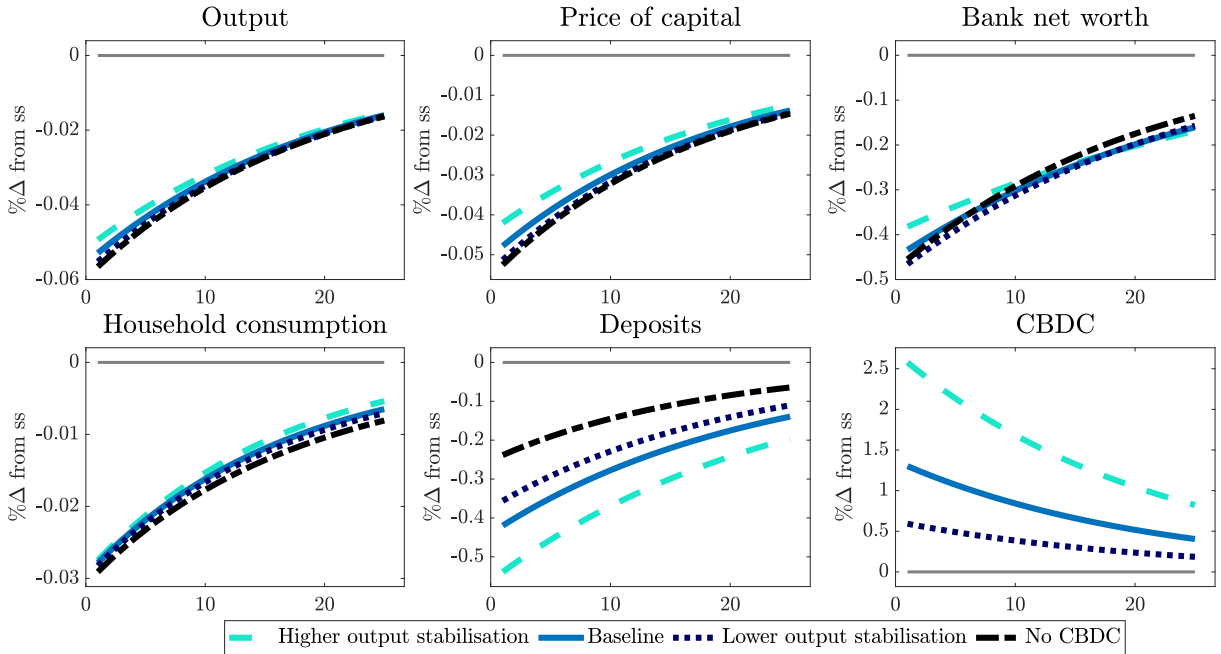 Output
%Δ from ss
0
-0.02
-0.04
-0.06
0 10 20
Price of capital
%Δ from ss
0
-0.01
-0.02
-0.03
-0.04
-0.05
0 10 20
Bank net worth
%Δ from ss
0
-0.1
-0.2
-0.3
-0.4
-0.5
0 10 20
Household consumption
%Δ from ss
0
-0.01
-0.02
-0.03
0 10 20
Deposits
%Δ from ss
0
-0.1
-0.2
-0.3
-0.4
-0.5
0 10 20
CBDC
%Δ from ss
2.5
2
1.5
1
0.5
0
0 10 20
Higher output stabilisation Baseline Lower output stabilisation No CBDC